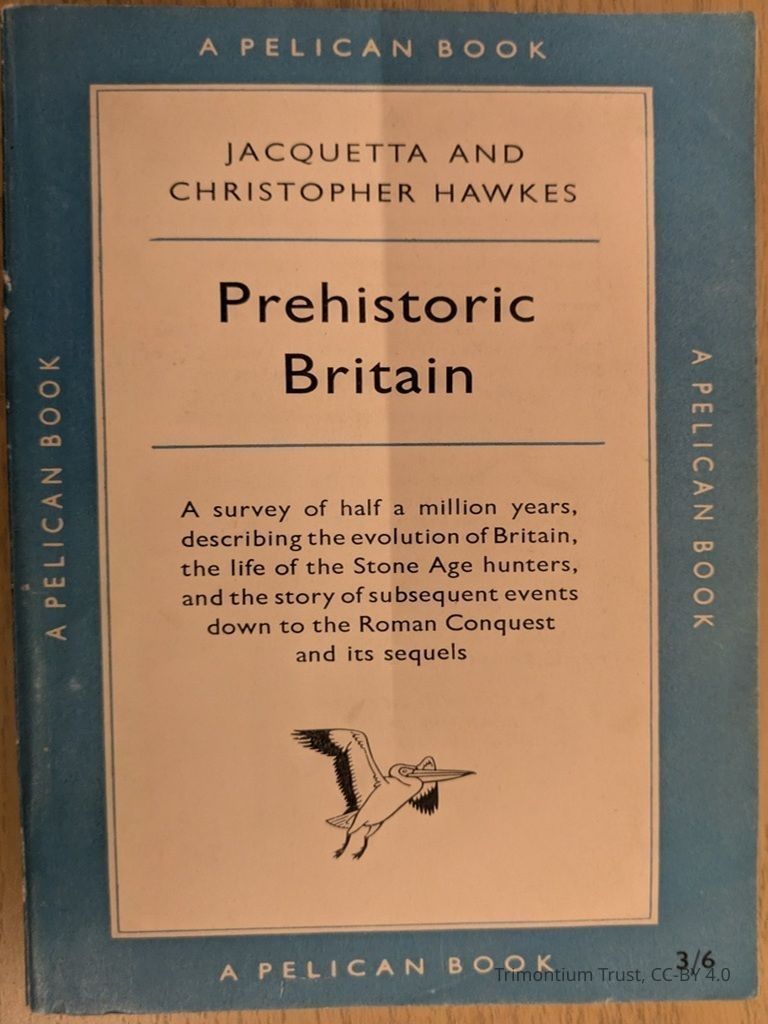 A PELICAN BOOK
JACQUETTA AND
CHRISTOPHER HAWKES
Prehistoric
Britain
A survey of half a million years,
describing the evolution of Britain,
the life of the Stone Age hunters,
and the story of subsequent events
down to the Roman Conquest
and its sequels
A PELICAN BOOK
A PELICAN BOOK
A PELICAN BOOK
3/6
Trimontium Trust, CC-BY 4.0